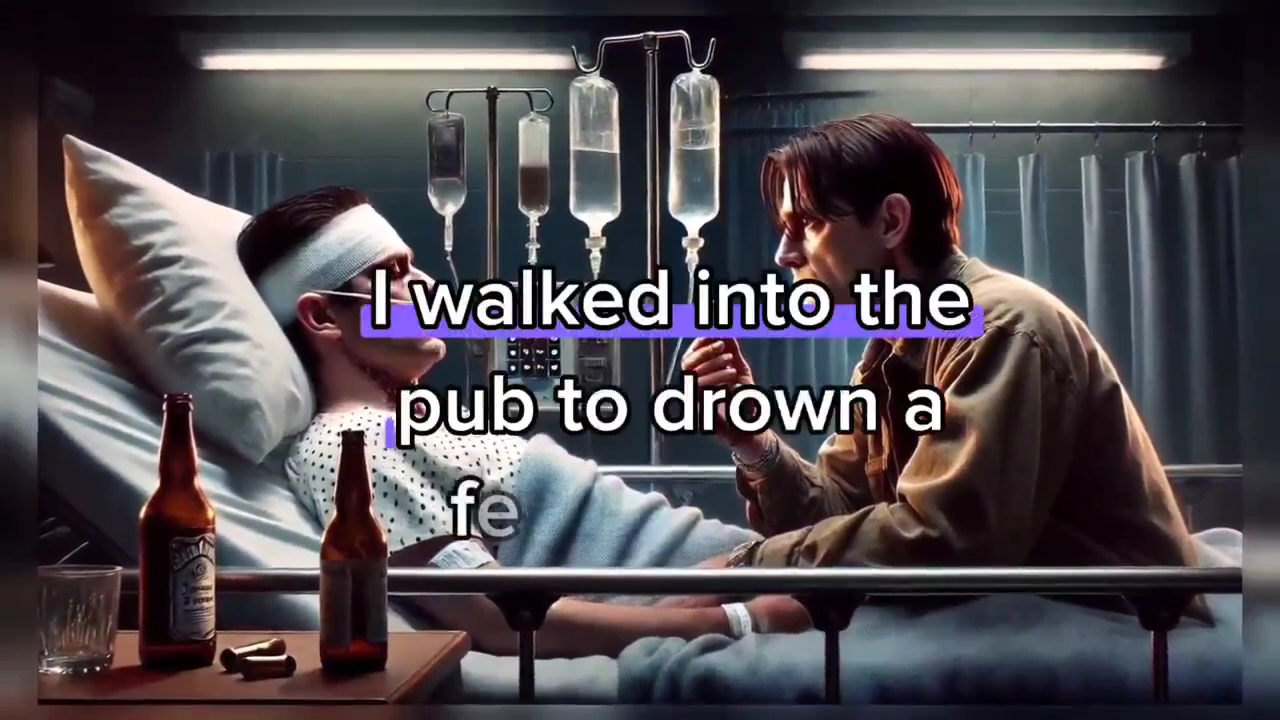 I walked into the
pub to drown a
fe